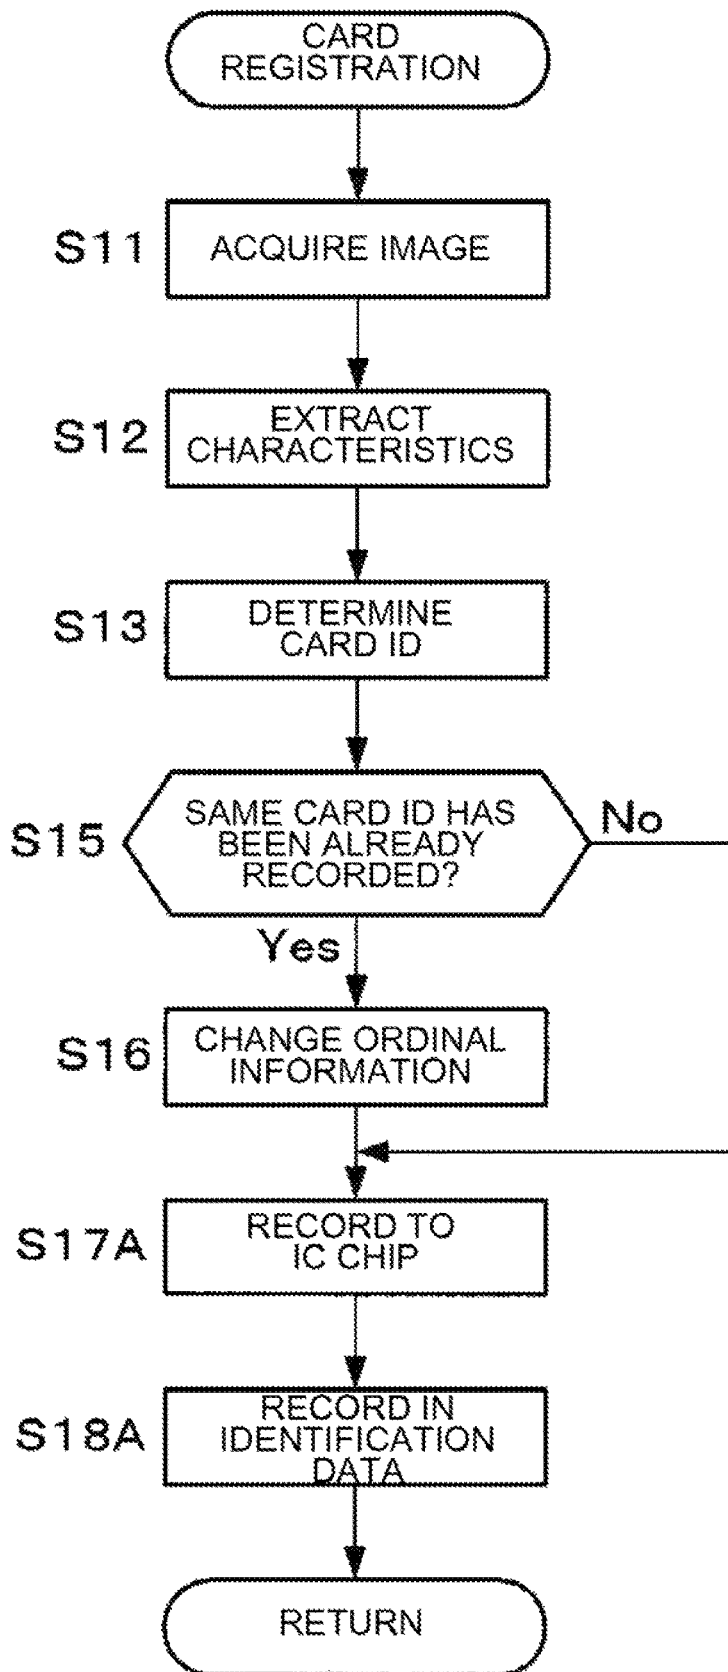 CARD
REGISTRATION
S11
ACQUIRE IMAGE
S12
EXTRACT
CHARACTERISTICS
S13
DETERMINE
CARD ID
S15
SAME CARD ID HAS
BEEN ALREADY
RECORDED?
No
Yes
S16
CHANGE ORDINAL
INFORMATION
S17A
RECORD TO
IC CHIP
S18A
RECORD IN
IDENTIFICATION
DATA
RETURN